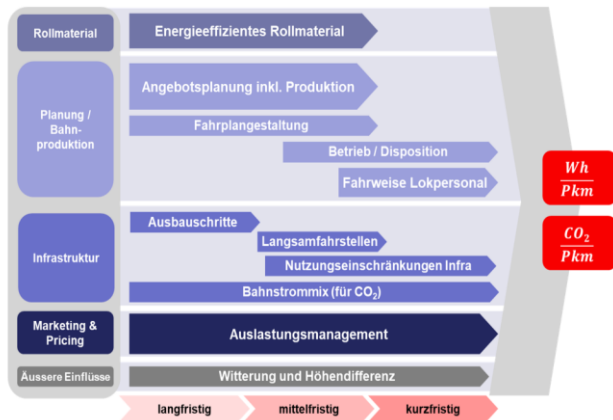 Rollmaterial
Energieeffizientes Rollmaterial
Planung /
Bahn-
produktion
Angebotsplanung inkl. Produktion
Fahrplangestaltung
Betrieb / Disposition
Fahrweise Lokpersonal
Infrastruktur
Ausbauschritte
Langsamfahrstellen
Nutzungseinschränkungen Infra
Bahnstrommix (für CO₂)
Marketing &
Pricing
Auslastungsmanagement
Äussere Einflüsse
Witterung und Höhendifferenz
langfristig
mittelfristig
kurzfristig
Wh
Pkm
CO₂
Pkm